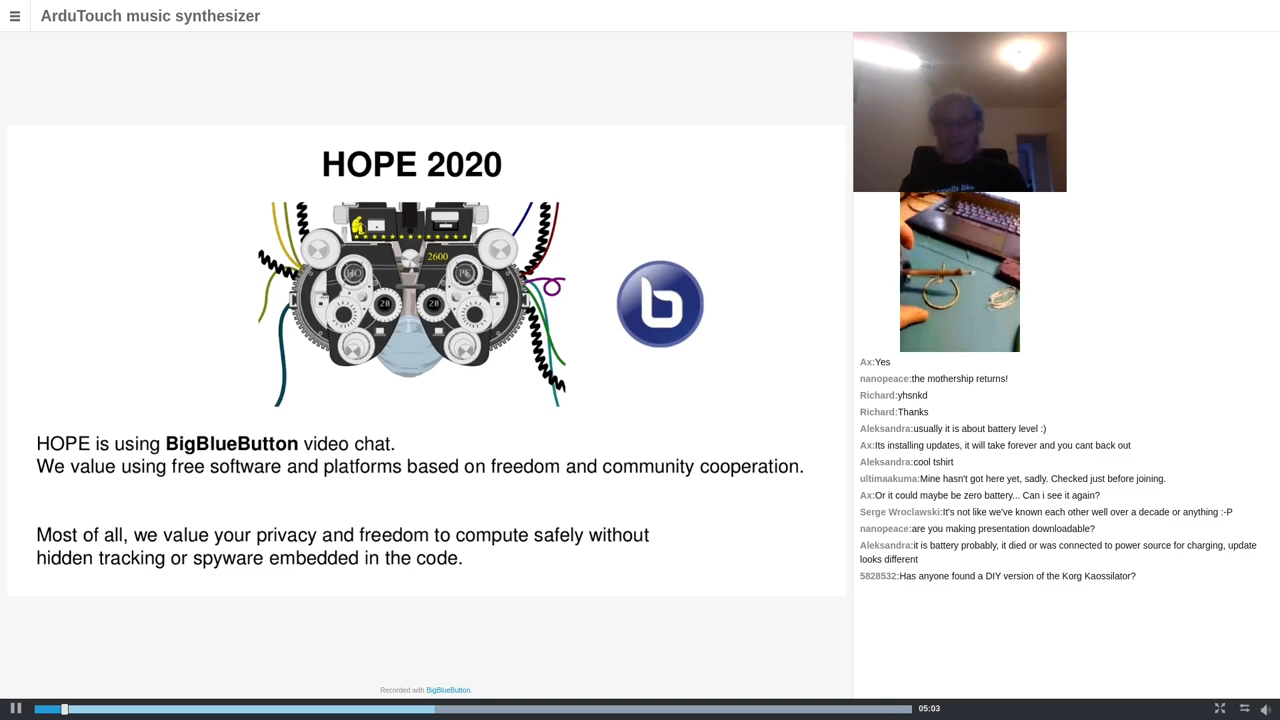 ArduTouch music synthesizer
HOPE 2020
2600
HO
PE
20
20
b
HOPE is using BigBlueButton video chat.
We value using free software and platforms based on freedom and community cooperation.
Most of all, we value your privacy and freedom to compute safely without
hidden tracking or spyware embedded in the code.
Recorded with BigBlueButton.
Ax:Yes
nanopeace:the mothership returns!
Richard:yhsnkd
Richard:Thanks
Aleksandra:usually it is about battery level :)
Ax:Its installing updates, it will take forever and you cant back out
Aleksandra:cool tshirt
ultimaakuma:Mine hasn't got here yet, sadly. Checked just before joining.
Ax:Or it could maybe be zero battery... Can i see it again?
Serge Wroclawski:It's not like we've known each other well over a decade or anything :-P
nanopeace:are you making presentation downloadable?
Aleksandra:it is battery probably, it died or was connected to power source for charging, update
looks different
5828532:Has anyone found a DIY version of the Korg Kaossilator?
05:03